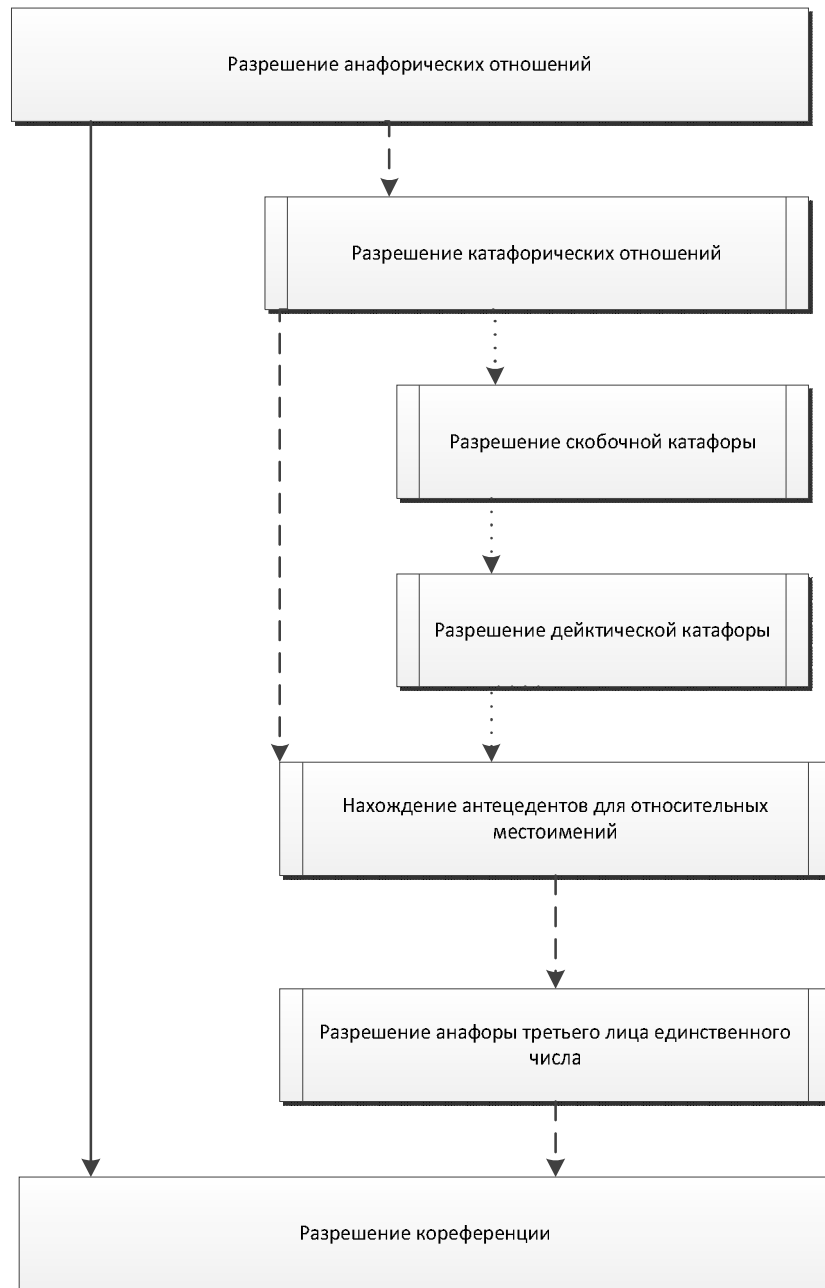 Разрешение анафорических отношений
Разрешение катафорических отношений
Разрешение скобочной катафоры
Разрешение дейктической катафоры
Нахождение антецедентов для относительных
местоимений
Разрешение анафоры третьего лица единственного
числа
Разрешение кореференции